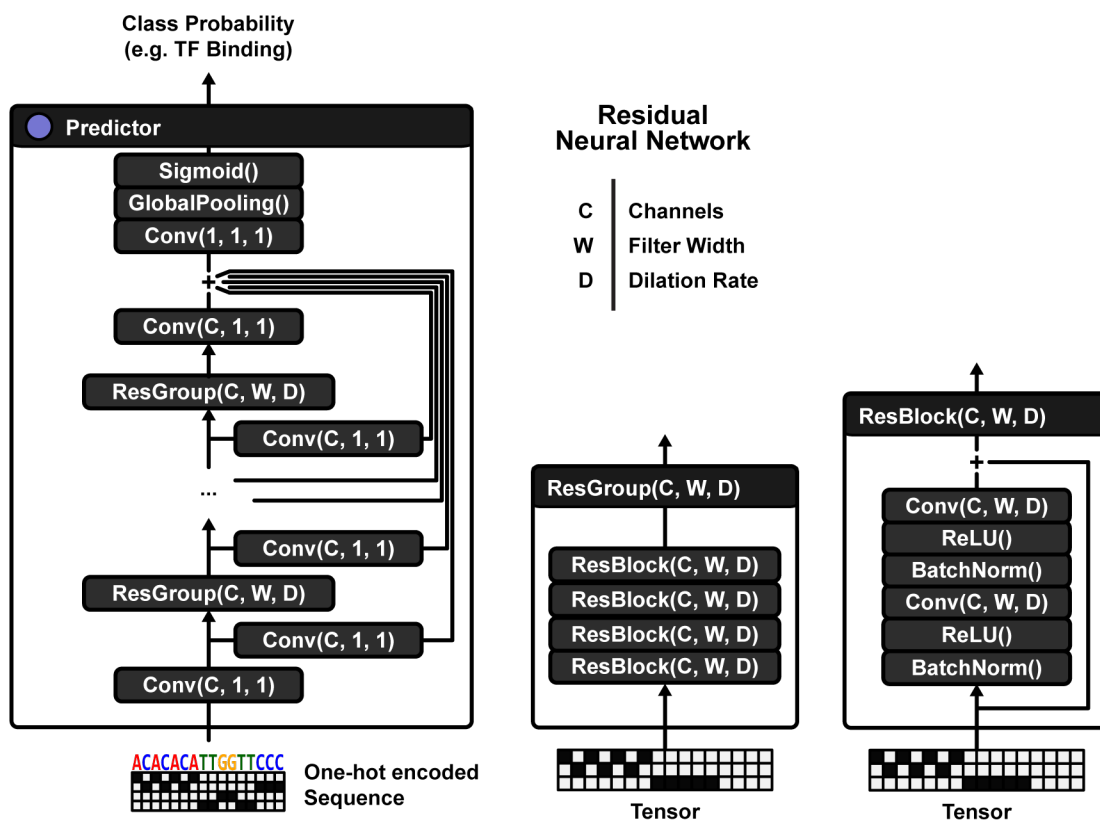 Class Probability
(e.g. TF Binding)
Predictor
Sigmoid()
GlobalPooling()
Conv(1, 1, 1)
+
Conv(C, 1, 1)
ResGroup(C, W, D)
Conv(C, 1, 1)
...
Conv(C, 1, 1)
ResGroup(C, W, D)
Conv(C, 1, 1)
Conv(C, 1, 1)
ACACACATTGGTTCCC
One-hot encoded
Sequence
Residual
Neural Network
C Channels
W Filter Width
D Dilation Rate
ResGroup(C, W, D)
ResBlock(C, W, D)
ResBlock(C, W, D)
ResBlock(C, W, D)
ResBlock(C, W, D)
Tensor
ResBlock(C, W, D)
+
Conv(C, W, D)
ReLU()
BatchNorm()
Conv(C, W, D)
ReLU()
BatchNorm()
Tensor